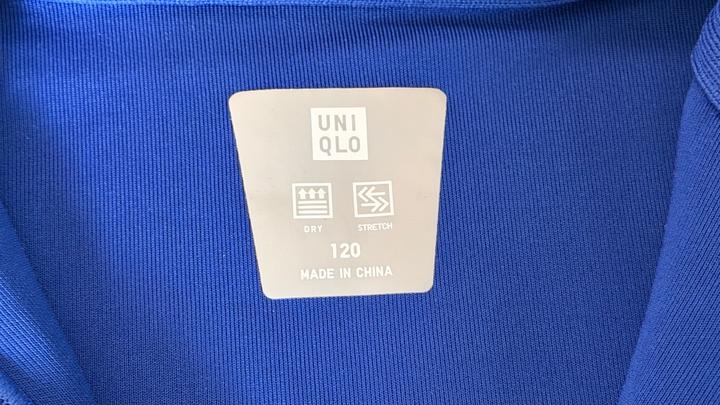 UNI
QLO
DRY STRETCH
120
MADE IN CHINA